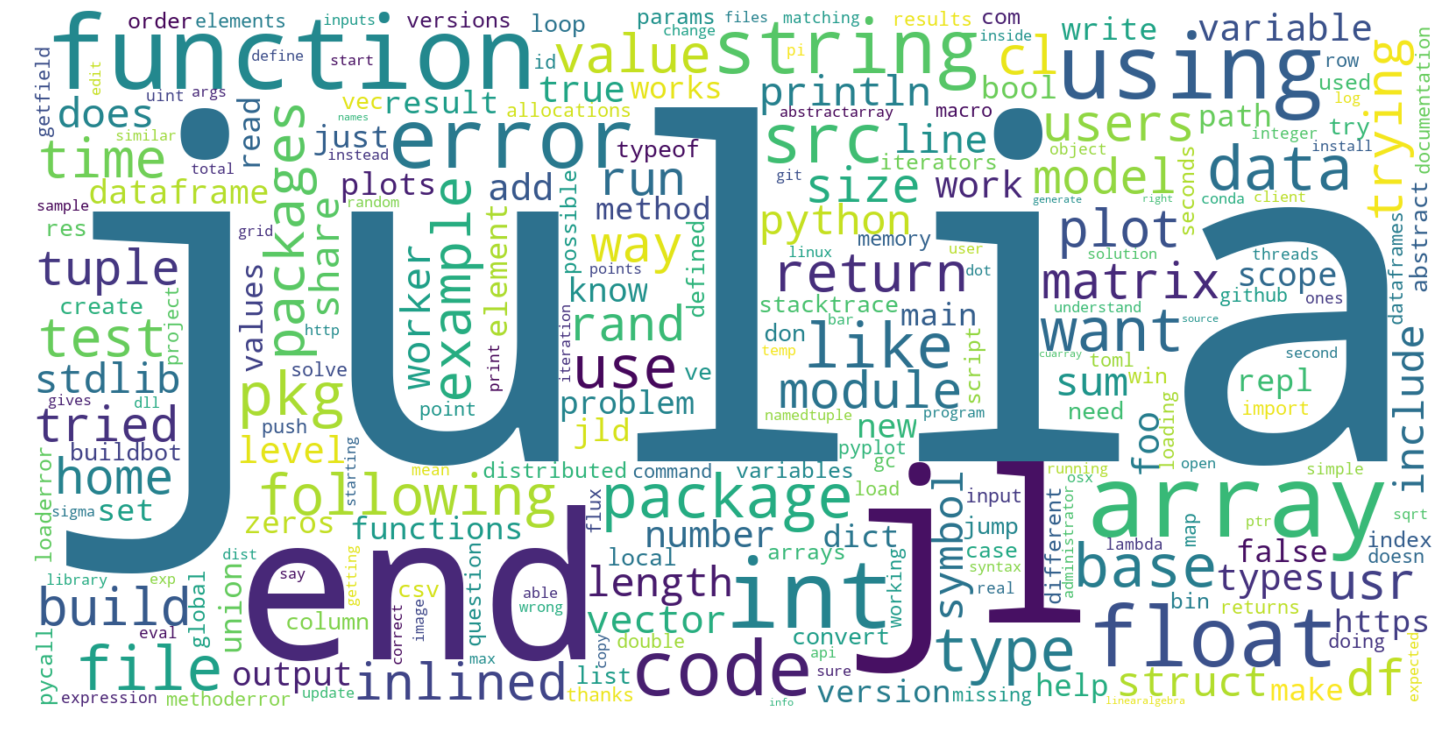 julia
end
jl
function
error
string
using
array
float
int
code
package
following
file
data
src
use
return
want
like
module
matrix
plot
model
users
trying
value
type
base
rand
run
way
pkg
test
time
tuple
tried
home
build
stdlib
packages
share
example
worker
size
line
println
python
cl
variable
write
bool
true
result
does
read
dataframe
plots
just
add
method
typeof
know
problem
jld
new
main
work
works
path
include
scope
foo
sum
repl
usr
types
false
https
df
struct
make
help
version
vector
length
number
dict
symbol
inlined
output
functions
zeros
level
set
values
element
possible
defined
order
elements
inputs
versions
loop
id
params
change
files
matching
results
com
inside
pi
define
start
edit
getfield
uint
args
names
similar
total
vec
allocations
instead
random
abstractarray
macro
iterators
git
object
integer
row
used
log
try
install
documentation
sample
res
grid
create
project
http
solve
print
iteration
points
linux
memory
user
dot
stacktrace
don
bar
temp
ve
script
namedtuple
program
pyplot
gc
generate
right
seconds
conda
client
solution
threads
understand
github
ones
dataframes
abstract
source
cuarray
toml
win
need
second
import
loading
open
simple
gives
dll
buildbot
push
point
loaderror
sigma
starting
mean
distributed
command
variables
load
flux
input
running
osx
jump
case
syntax
real
different
administrator
lambda
map
ptr
sqrt
index
doesn
bin
returns
doing
expected
local
arrays
working
convert
double
api
sure
list
thanks
copy
info
missing
linearalgebra
able
wrong
question
max
csv
image
correct
column
say
getting
dist
union
global
library
exp
eval
pycall
expression
methoderror
update